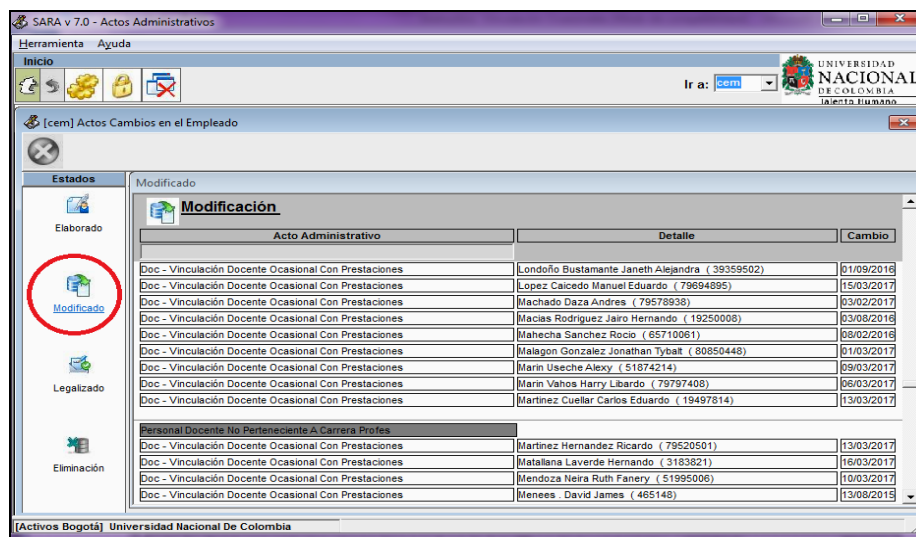 SARA v 7.0 - Actos Administrativos
Herramienta Ayuda
Inicio
Ir a: cem
UNIVERSIDAD
NACIONAL
DE COLOMBIA
Talento Humano
[cem] Actos Cambios en el Empleado
Estados
Modificado
Elaborado
Modificado
Legalizado
Eliminación
Modificación
Acto Administrativo Detalle Cambio
Doc - Vinculación Docente Ocasional Con Prestaciones Londoño Bustamante Janeth Alejandra ( 39359502) 01/09/2016
Doc - Vinculación Docente Ocasional Con Prestaciones Lopez Caicedo Manuel Eduardo ( 79694895) 15/03/2017
Doc - Vinculación Docente Ocasional Con Prestaciones Machado Daza Andres ( 79578938) 03/02/2017
Doc - Vinculación Docente Ocasional Con Prestaciones Macias Rodriguez Jairo Hernando ( 19250008) 03/08/2016
Doc - Vinculación Docente Ocasional Con Prestaciones Mahecha Sanchez Rocio ( 65710061) 08/02/2016
Doc - Vinculación Docente Ocasional Con Prestaciones Malagon Gonzalez Jonathan Tybalt ( 80850448) 01/03/2017
Doc - Vinculación Docente Ocasional Con Prestaciones Marin Useche Alexy ( 51874214) 09/03/2017
Doc - Vinculación Docente Ocasional Con Prestaciones Marin Vahos Harry Libardo ( 79797408) 06/03/2017
Doc - Vinculación Docente Ocasional Con Prestaciones Martinez Cuellar Carlos Eduardo ( 19497814) 13/03/2017
Personal Docente No Perteneciente A Carrera Profes
Doc - Vinculación Docente Ocasional Con Prestaciones Martinez Hernandez Ricardo ( 79520501) 13/03/2017
Doc - Vinculación Docente Ocasional Con Prestaciones Matallana Laverde Hernando ( 3183821) 16/03/2017
Doc - Vinculación Docente Ocasional Con Prestaciones Mendoza Neira Ruth Fanery ( 51995006) 10/03/2017
Doc - Vinculación Docente Ocasional Con Prestaciones Menees . David James ( 465148) 13/08/2015
[Activos Bogotá] Universidad Nacional De Colombia